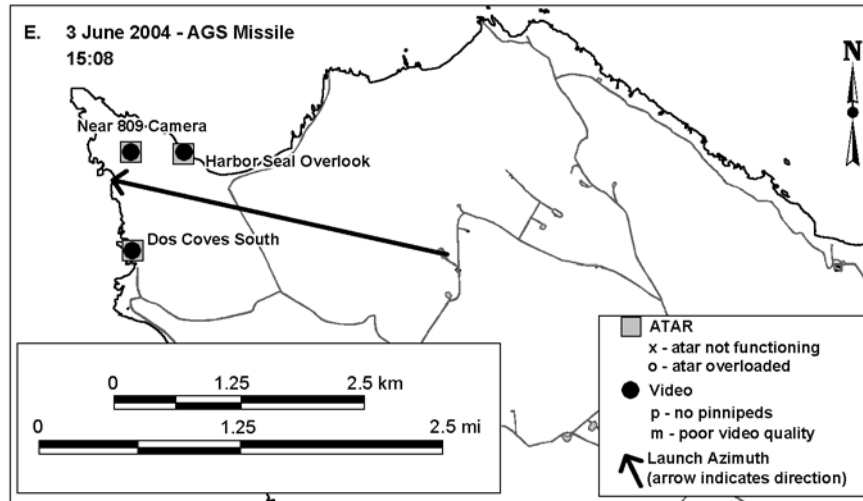 E. 3 June 2004 - AGS Missile
15:08
N
Near 809 Camera
Harbor Seal Overlook
Dos Coves South
ATAR
x - atar not functioning
o - atar overloaded
Video
p - no pinnipeds
m - poor video quality
Launch Azimuth
(arrow indicates direction)
0 1.25 2.5 km
0 1.25 2.5 mi